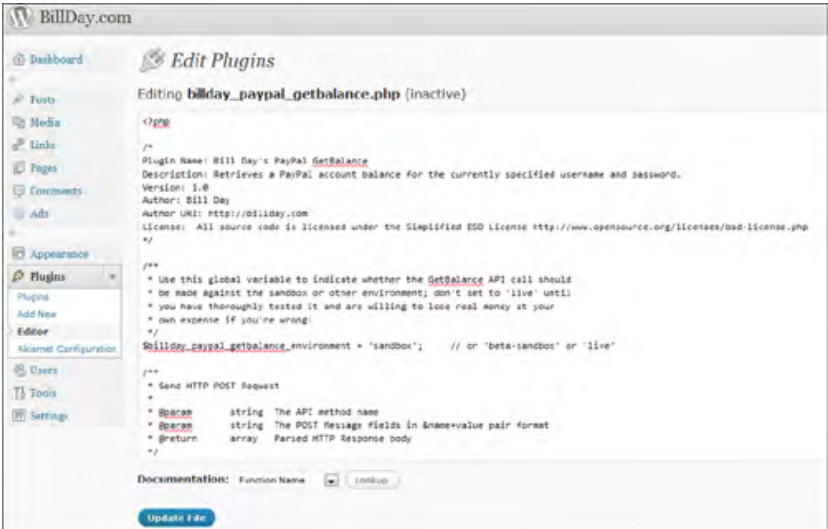 BillDay.com
Dashboard
Posts
Media
Links
Pages
Comments
Ads
Appearance
Plugins
Plugins
Add New
Editor
Akismet Configuration
Users
Tools
Settings
Edit Plugins
Editing billday_paypal_getbalance.php (inactive)
<?php
/*
Plugin Name: Bill Day's PayPal GetBalance
Description: Retrieves a PayPal account balance for the currently specified username and password.
Version: 1.0
Author: Bill Day
Author URI: http://billday.com
License: All source code is licensed under the Simplified BSD License http://www.opensource.org/licenses/bsd-license.php
*/
/**
* Use this global variable to indicate whether the GetBalance API call should
* be made against the sandbox or other environment; don't set to 'live' until
* you have thoroughly tested it and are willing to lose real money at your
* own expense if you're wrong!
*/
$billday_paypal_getbalance_environment = 'sandbox'; // or 'beta-sandbox' or 'live'
/**
* Send HTTP POST Request
*
* @param string The API method name
* @param string The POST Message fields in &name=value pair format
* @return array Parsed HTTP Response body
*/
Documentation: Function Name Lookup
Update File